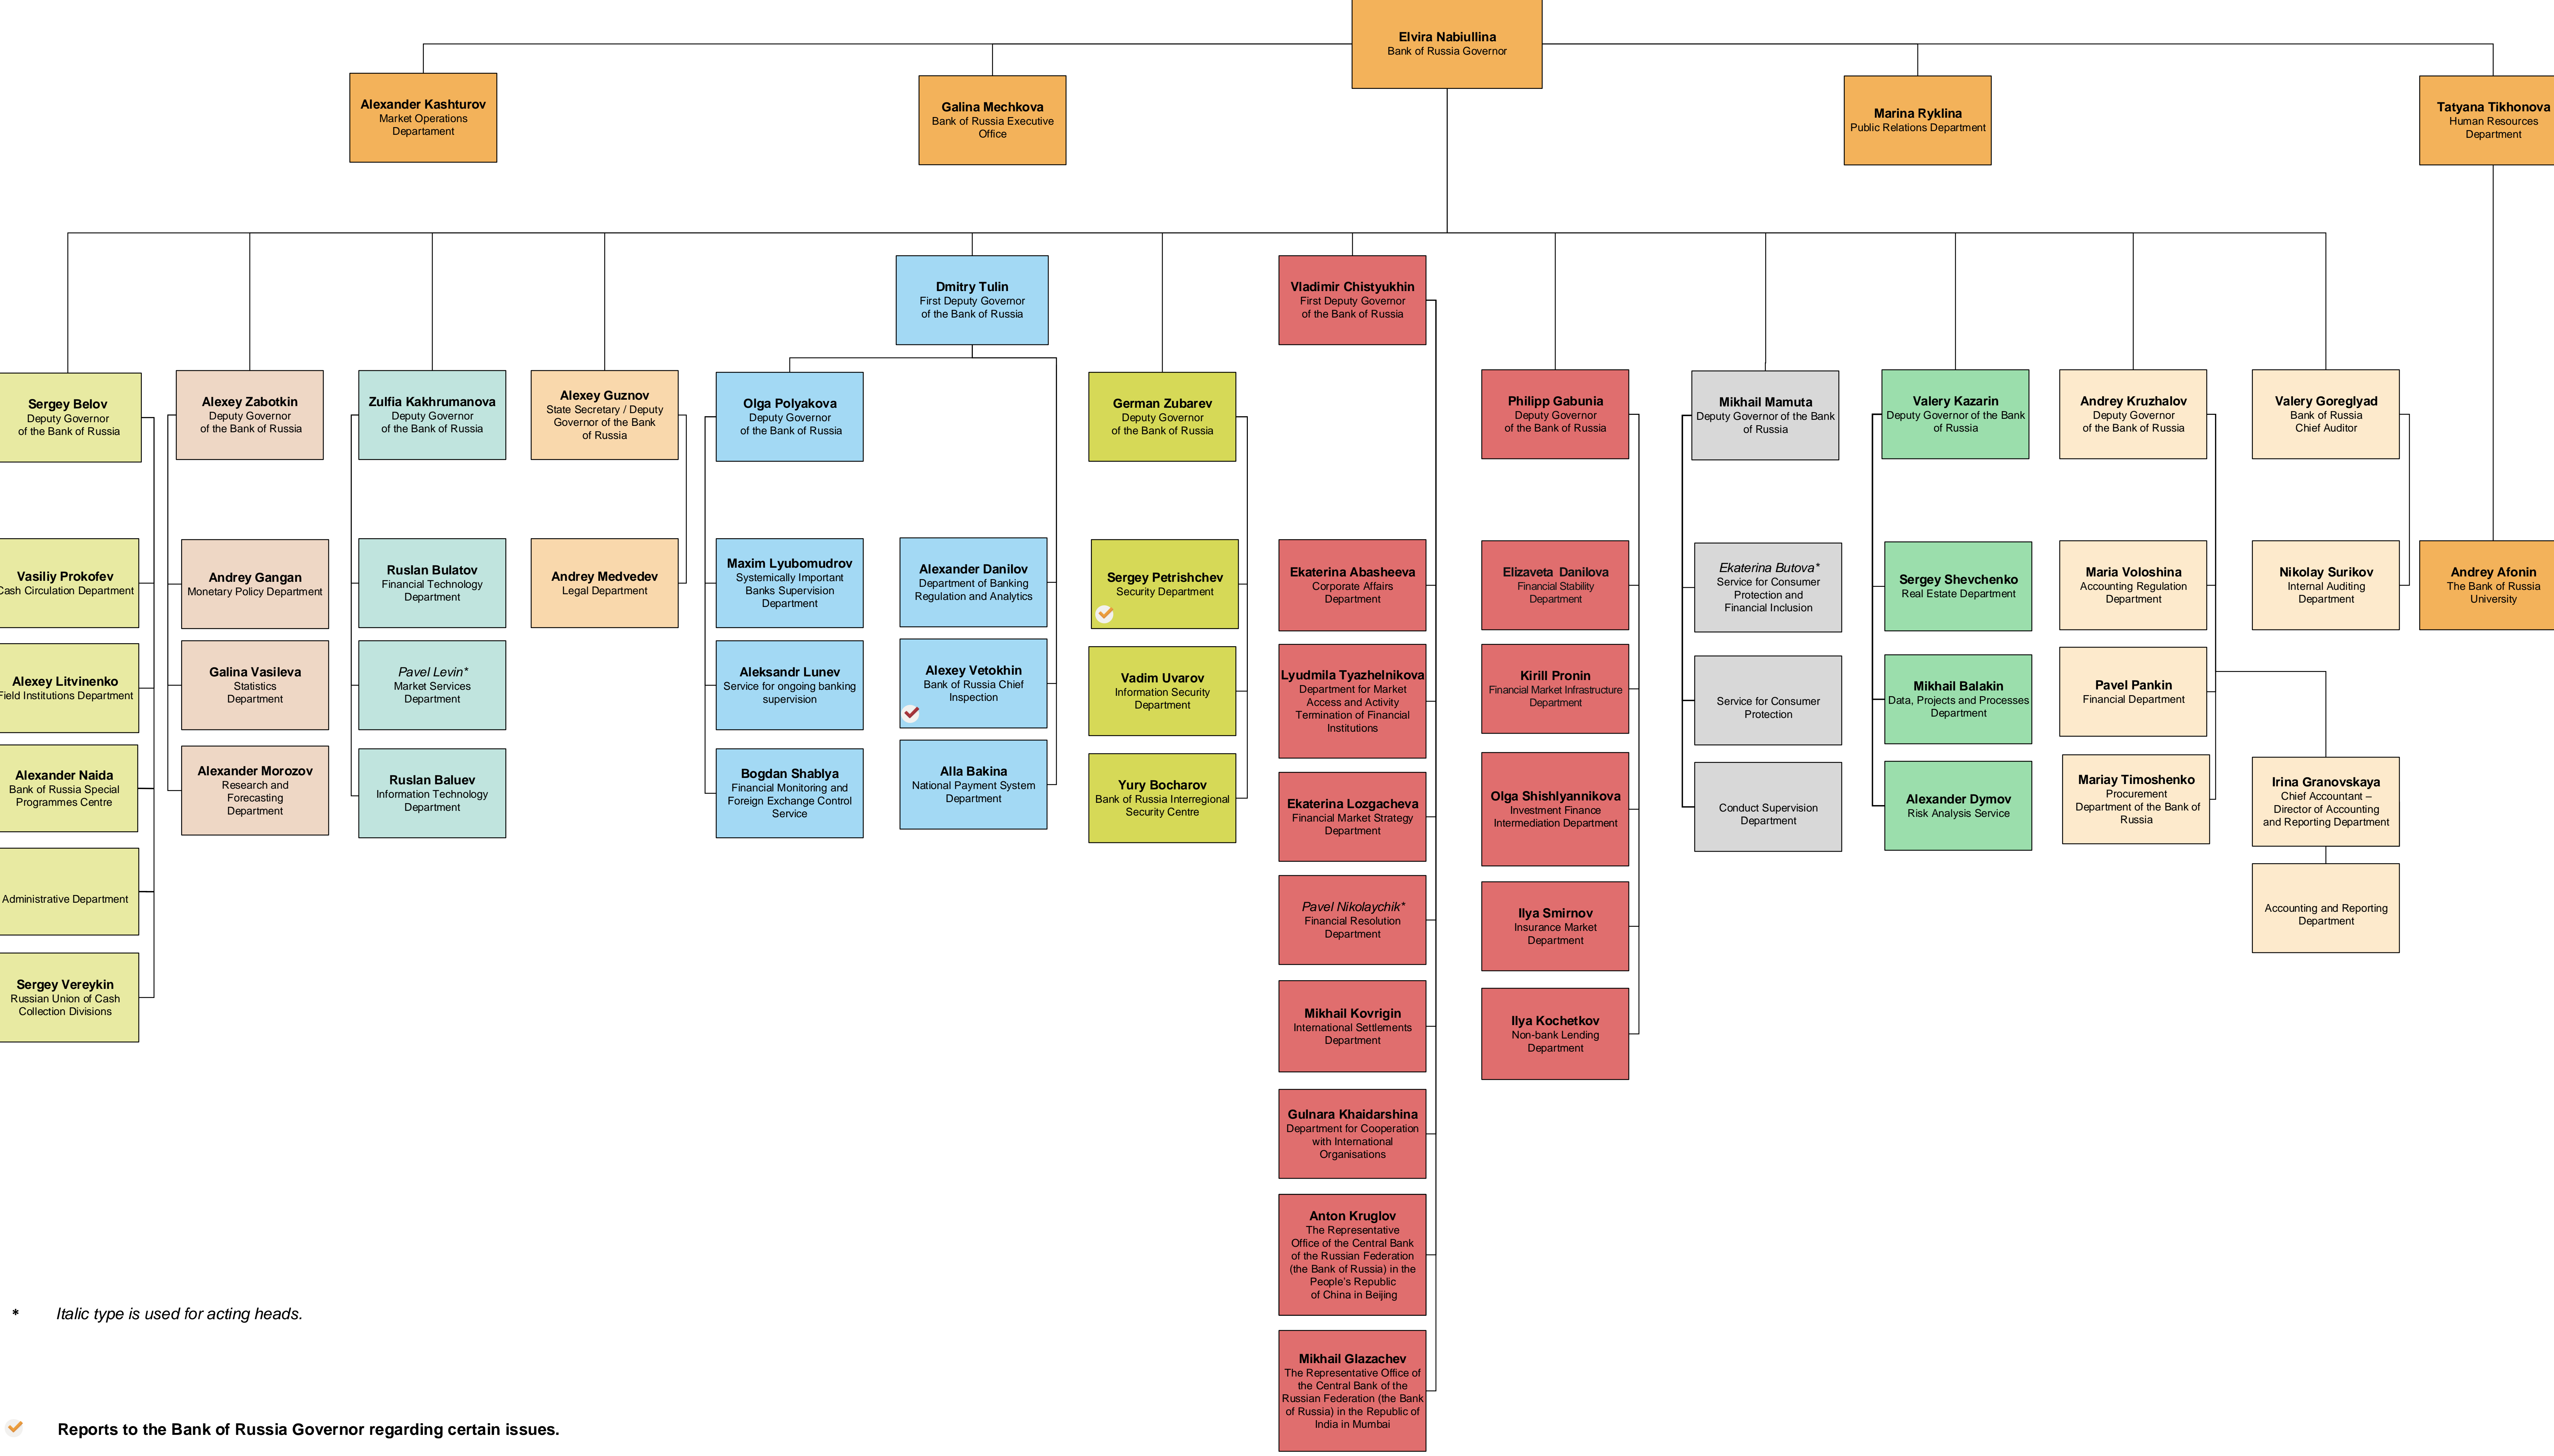 Elvira Nabiullina
Bank of Russia Governor
Alexander Kashturov
Market Operations
Departament
Galina Mechkova
Bank of Russia Executive
Office
Marina Ryklina
Public Relations Department
Tatyana Tikhonova
Human Resources
Department
Dmitry Tulin
First Deputy Governor
of the Bank of Russia
Vladimir Chistyukhin
First Deputy Governor
of the Bank of Russia
Sergey Belov
Deputy Governor
of the Bank of Russia
Alexey Zabotkin
Deputy Governor
of the Bank of Russia
Zulfia Kakhrumanova
Deputy Governor
of the Bank of Russia
Alexey Guznov
State Secretary / Deputy
Governor of the Bank
of Russia
Olga Polyakova
Deputy Governor
of the Bank of Russia
German Zubarev
Deputy Governor
of the Bank of Russia
Philipp Gabunia
Deputy Governor
of the Bank of Russia
Mikhail Mamuta
Deputy Governor of the Bank
of Russia
Valery Kazarin
Deputy Governor of the Bank
of Russia
Andrey Kruzhalov
Deputy Governor
of the Bank of Russia
Valery Goreglyad
Bank of Russia
Chief Auditor
Vasiliy Prokofev
Cash Circulation Department
Andrey Gangan
Monetary Policy Department
Ruslan Bulatov
Financial Technology
Department
Andrey Medvedev
Legal Department
Maxim Lyubomudrov
Systemically Important
Banks Supervision
Department
Alexander Danilov
Department of Banking
Regulation and Analytics
Sergey Petrishchev
Security Department
Ekaterina Abasheeva
Corporate Affairs
Department
Elizaveta Danilova
Financial Stability
Department
Ekaterina Butova*
Service for Consumer
Protection and
Financial Inclusion
Sergey Shevchenko
Real Estate Department
Maria Voloshina
Accounting Regulation
Department
Nikolay Surikov
Internal Auditing
Department
Andrey Afonin
The Bank of Russia
University
Alexey Litvinenko
Field Institutions Department
Galina Vasileva
Statistics
Department
Pavel Levin*
Market Services
Department
Aleksandr Lunev
Service for ongoing banking
supervision
Alexey Vetokhin
Bank of Russia Chief
Inspection
Vadim Uvarov
Information Security
Department
Lyudmila Tyazhelnikova
Department for Market
Access and Activity
Termination of Financial
Institutions
Kirill Pronin
Financial Market Infrastructure
Department
Service for Consumer
Protection
Mikhail Balakin
Data, Projects and Processes
Department
Pavel Pankin
Financial Department
Alexander Naida
Bank of Russia Special
Programmes Centre
Alexander Morozov
Research and
Forecasting
Department
Ruslan Baluev
Information Technology
Department
Bogdan Shablya
Financial Monitoring and
Foreign Exchange Control
Service
Alla Bakina
National Payment System
Department
Yury Bocharov
Bank of Russia Interregional
Security Centre
Ekaterina Lozgacheva
Financial Market Strategy
Department
Olga Shishlyannikova
Investment Finance
Intermediation Department
Conduct Supervision
Department
Alexander Dymov
Risk Analysis Service
Mariay Timoshenko
Procurement
Department of the Bank of
Russia
Irina Granovskaya
Chief Accountant –
Director of Accounting
and Reporting Department
Administrative Department
Pavel Nikolaychik*
Financial Resolution
Department
Ilya Smirnov
Insurance Market
Department
Accounting and Reporting
Department
Sergey Vereykin
Russian Union of Cash
Collection Divisions
Mikhail Kovrigin
International Settlements
Department
Ilya Kochetkov
Non-bank Lending
Department
Gulnara Khaidarshina
Department for Cooperation
with International
Organisations
Anton Kruglov
The Representative
Office of the Central Bank
of the Russian Federation
(the Bank of Russia) in the
People's Republic
of China in Beijing
Mikhail Glazachev
The Representative Office of
the Central Bank of the
Russian Federation (the Bank
of Russia) in the Republic of
India in Mumbai
* Italic type is used for acting heads.
Reports to the Bank of Russia Governor regarding certain issues.